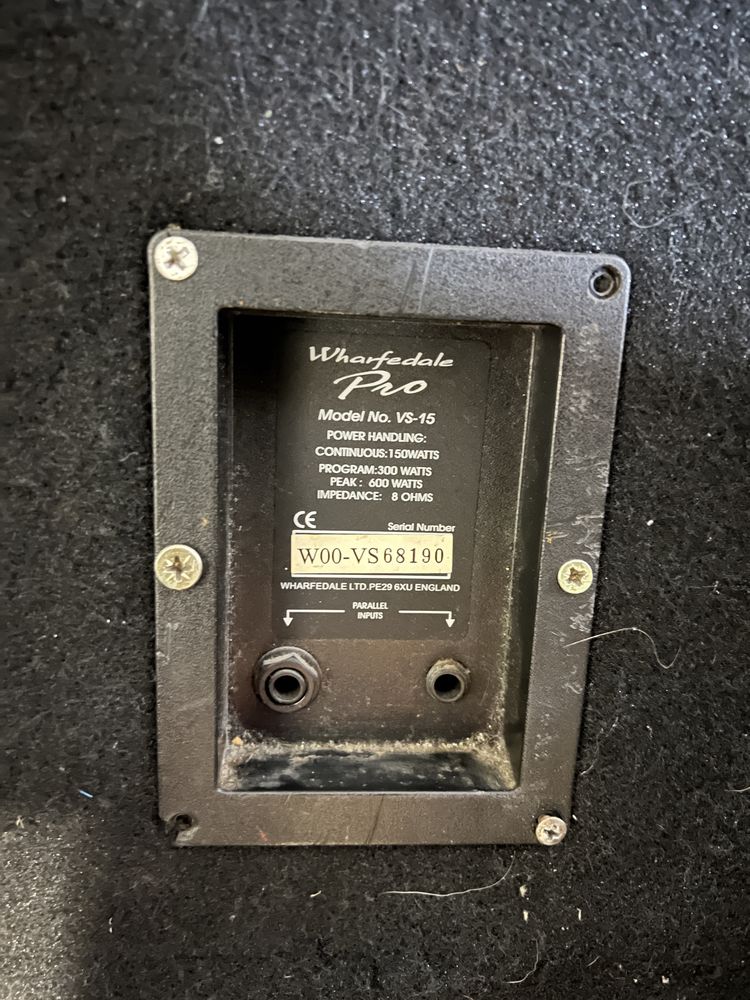 Wharfedale
Pro
Model No. VS-15
POWER HANDLING:
CONTINUOUS:150WATTS
PROGRAM:300 WATTS
PEAK : 600 WATTS
IMPEDANCE: 8 OHMS
CE Serial Number
W00-VS68190
WHARFEDALE LTD.PE29 6XU ENGLAND
PARALLEL
INPUTS